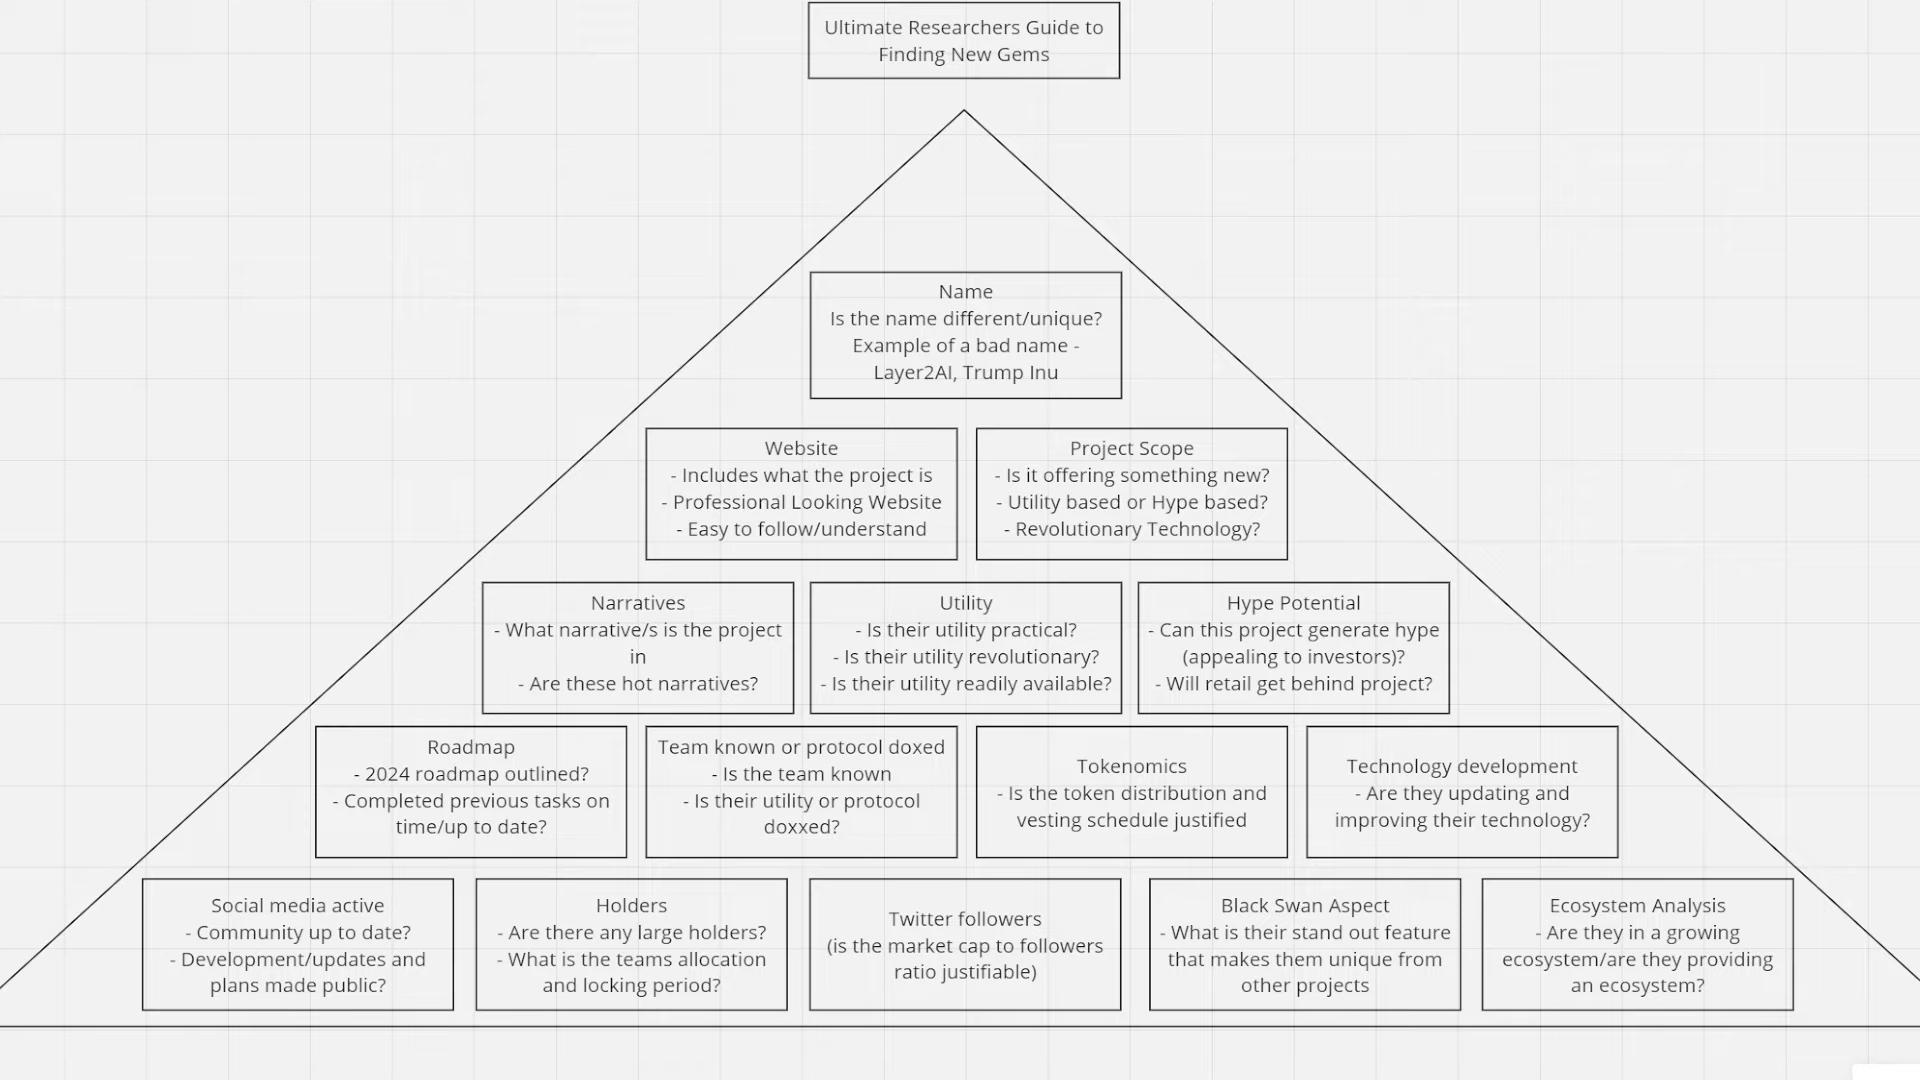 Ultimate Researchers Guide to
Finding New Gems
Name
Is the name different/unique?
Example of a bad name -
Layer2AI, Trump Inu
Website
- Includes what the project is
- Professional Looking Website
- Easy to follow/understand
Project Scope
- Is it offering something new?
- Utility based or Hype based?
- Revolutionary Technology?
Narratives
- What narrative/s is the project
in
- Are these hot narratives?
Utility
- Is their utility practical?
- Is their utility revolutionary?
- Is their utility readily available?
Hype Potential
- Can this project generate hype
(appealing to investors)?
- Will retail get behind project?
Roadmap
- 2024 roadmap outlined?
- Completed previous tasks on
time/up to date?
Team known or protocol doxed
- Is the team known
- Is their utility or protocol
doxxed?
Tokenomics
- Is the token distribution and
vesting schedule justified
Technology development
- Are they updating and
improving their technology?
Social media active
- Community up to date?
- Development/updates and
plans made public?
Holders
- Are there any large holders?
- What is the teams allocation
and locking period?
Twitter followers
(is the market cap to followers
ratio justifiable)
Black Swan Aspect
- What is their stand out feature
that makes them unique from
other projects
Ecosystem Analysis
- Are they in a growing
ecosystem/are they providing
an ecosystem?